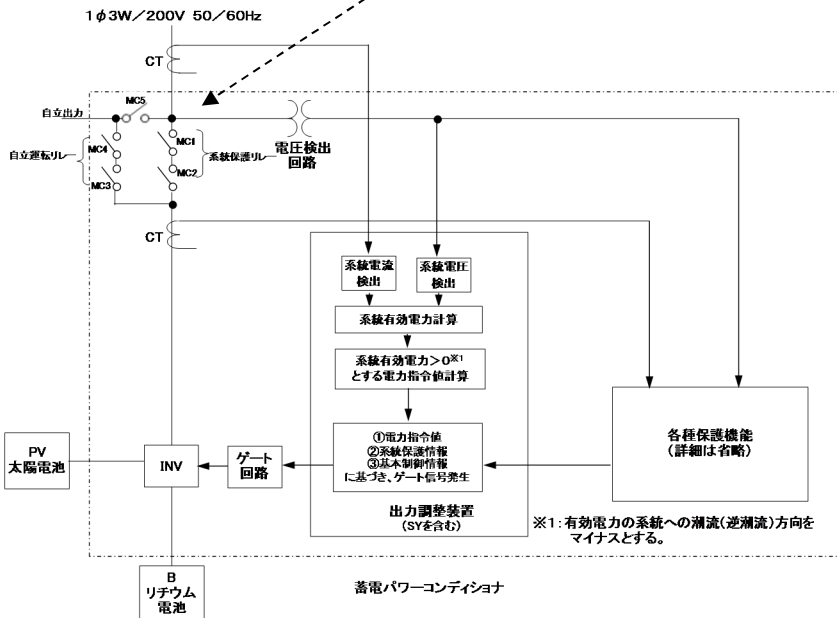 1φ3W/200V 50/60Hz
CT
MC5
自立出力
MC4
自立運転リレー
MC3
MC1
系統保護リレー
MC2
電圧検出
回路
CT
系統電流
検出
系統電圧
検出
系統有効電力計算
系統有効電力>0※1
とする電力指令値計算
①電力指令値
②系統保護情報
③基本制御情報
に基づき、ゲート信号発生
出力調整装置
(SYを含む)
各種保護機能
(詳細は省略)
PV
太陽電池
INV
ゲート
回路
※1:有効電力の系統への潮流(逆潮流)方向を
マイナスとする。
B
リチウム
電池
蓄電パワーコンディショナ